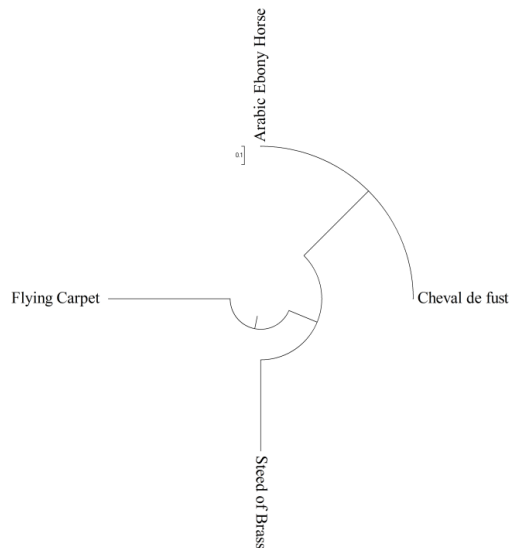 Arabic Ebony Horse
0.1
Flying Carpet
Cheval de fust
Steed of Brass